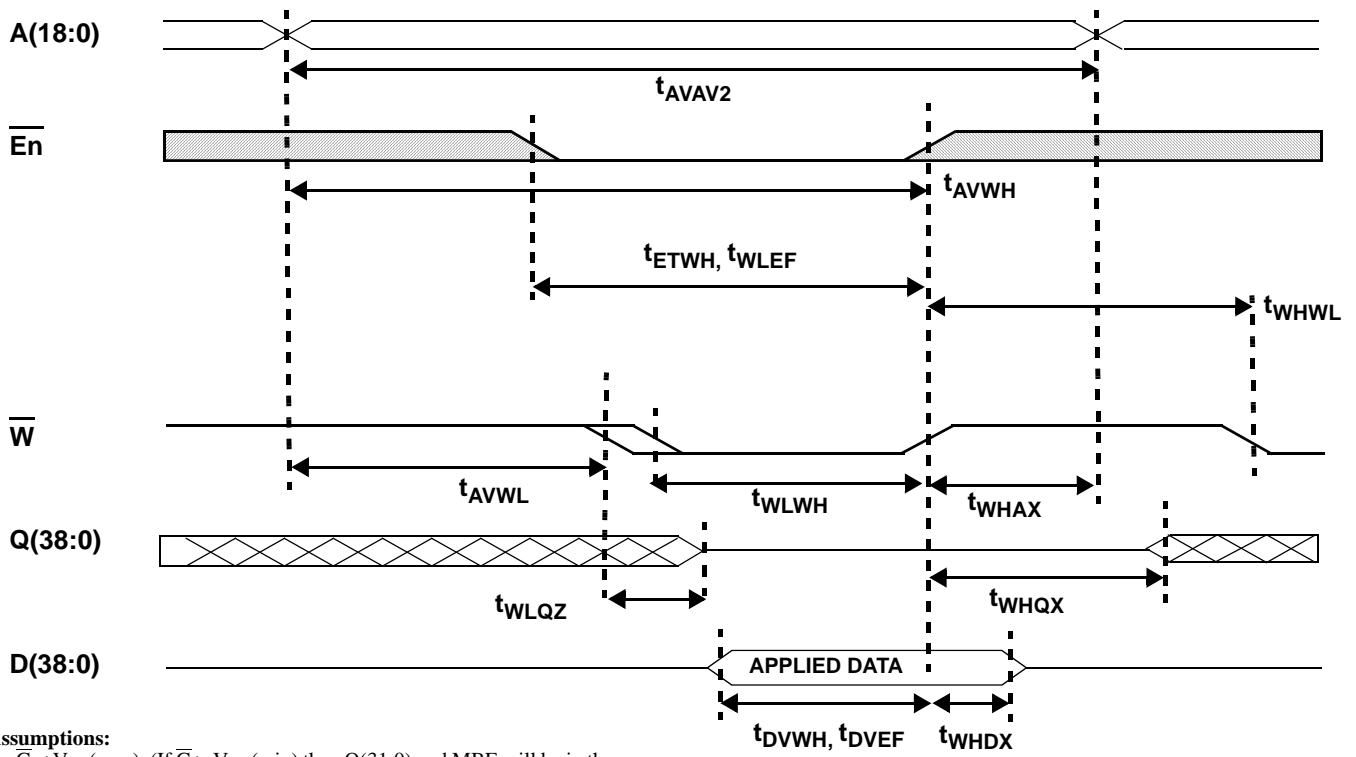 A(18:0)
tAVAV2
En
tAVWH
tETWH, tWLEF
tWHWL
W
tAVWL
tWLWH
tWHAX
Q(38:0)
tWLQZ
tWHQX
D(38:0)
APPLIED DATA
tDVWH, tDVEF
tWHDX
ssumptions: